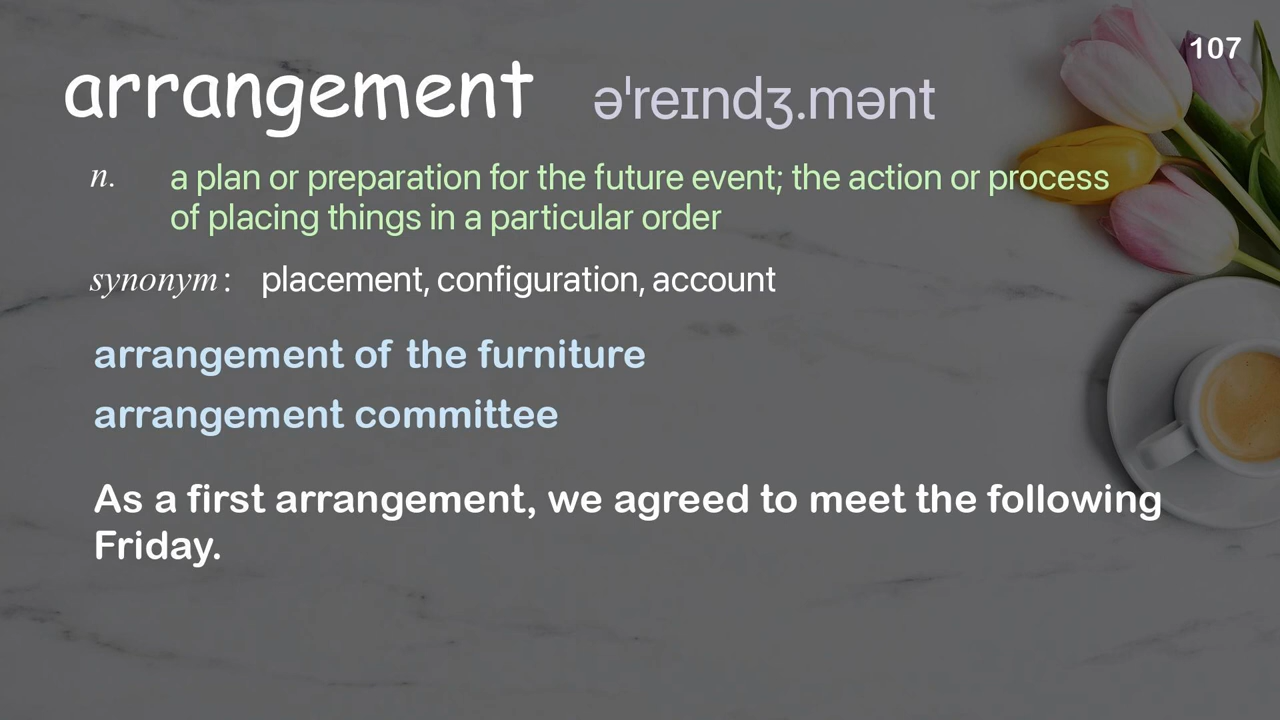 107
arrangement əˈreɪndʒ.mənt
n. a plan or preparation for the future event; the action or process
of placing things in a particular order
synonym: placement, configuration, account
arrangement of the furniture
arrangement committee
As a first arrangement, we agreed to meet the following
Friday.